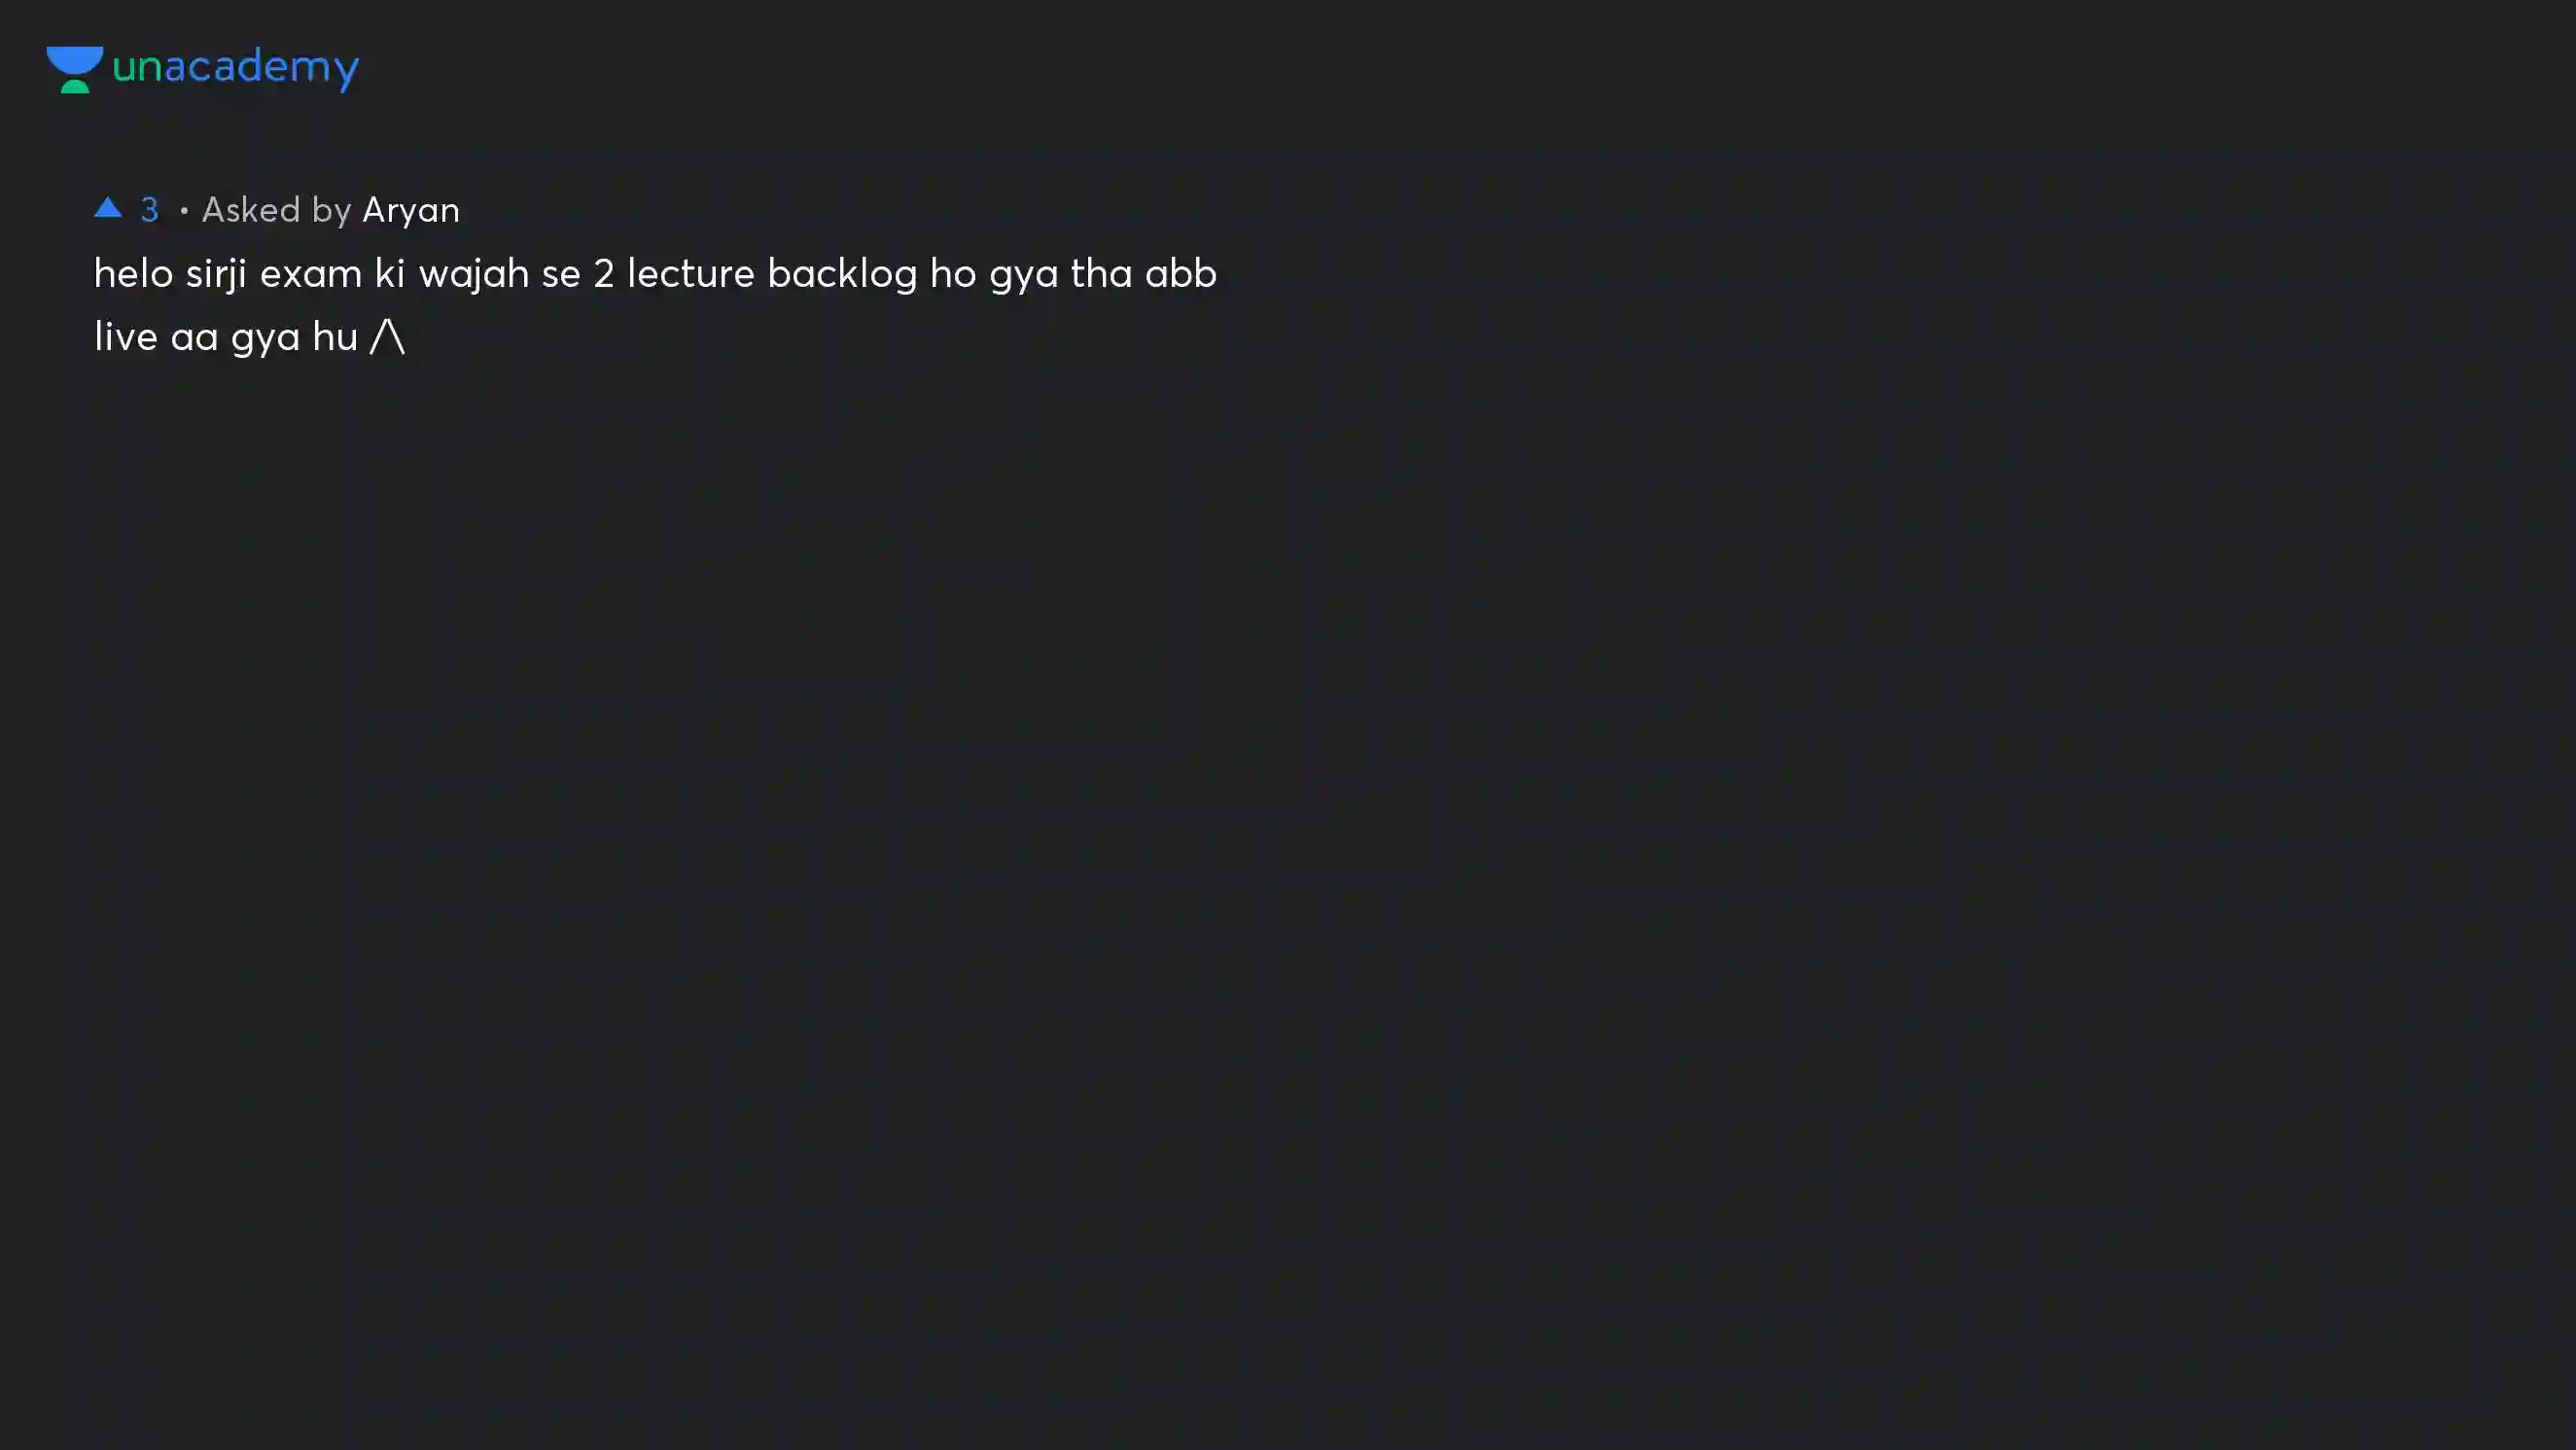 unacademy
▲ 3 • Asked by Aryan
helo sirji exam ki wajah se 2 lecture backlog ho gya tha abb
live aa gya hu /\